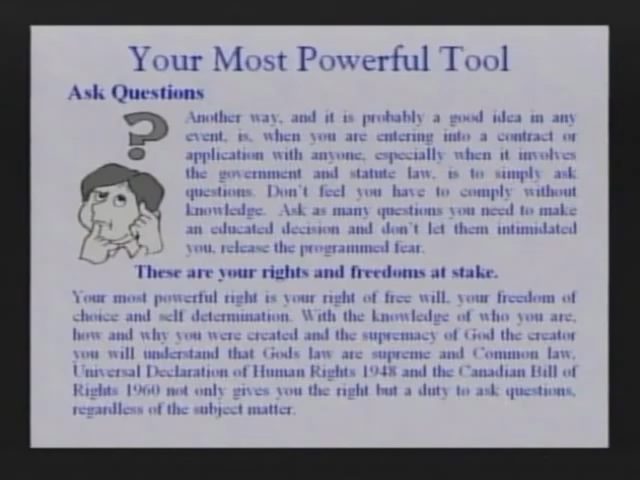 Your Most Powerful Tool
Ask Questions
?
Another way, and it is probably a good idea in any
event, is, when you are entering into a contract or
application with anyone, especially when it involves
the government and statute law, is to simply ask
questions. Don't feel you have to comply without
knowledge. Ask as many questions you need to make
an educated decision and don't let them intimidated
you, release the programmed fear.
These are your rights and freedoms at stake.
Your most powerful right is your right of free will, your freedom of
choice and self determination. With the knowledge of who you are,
how and why you were created and the supremacy of God the creator
you will understand that Gods law are supreme and Common law,
Universal Declaration of Human Rights 1948 and the Canadian Bill of
Rights 1960 not only gives you the right but a duty to ask questions,
regardless of the subject matter.